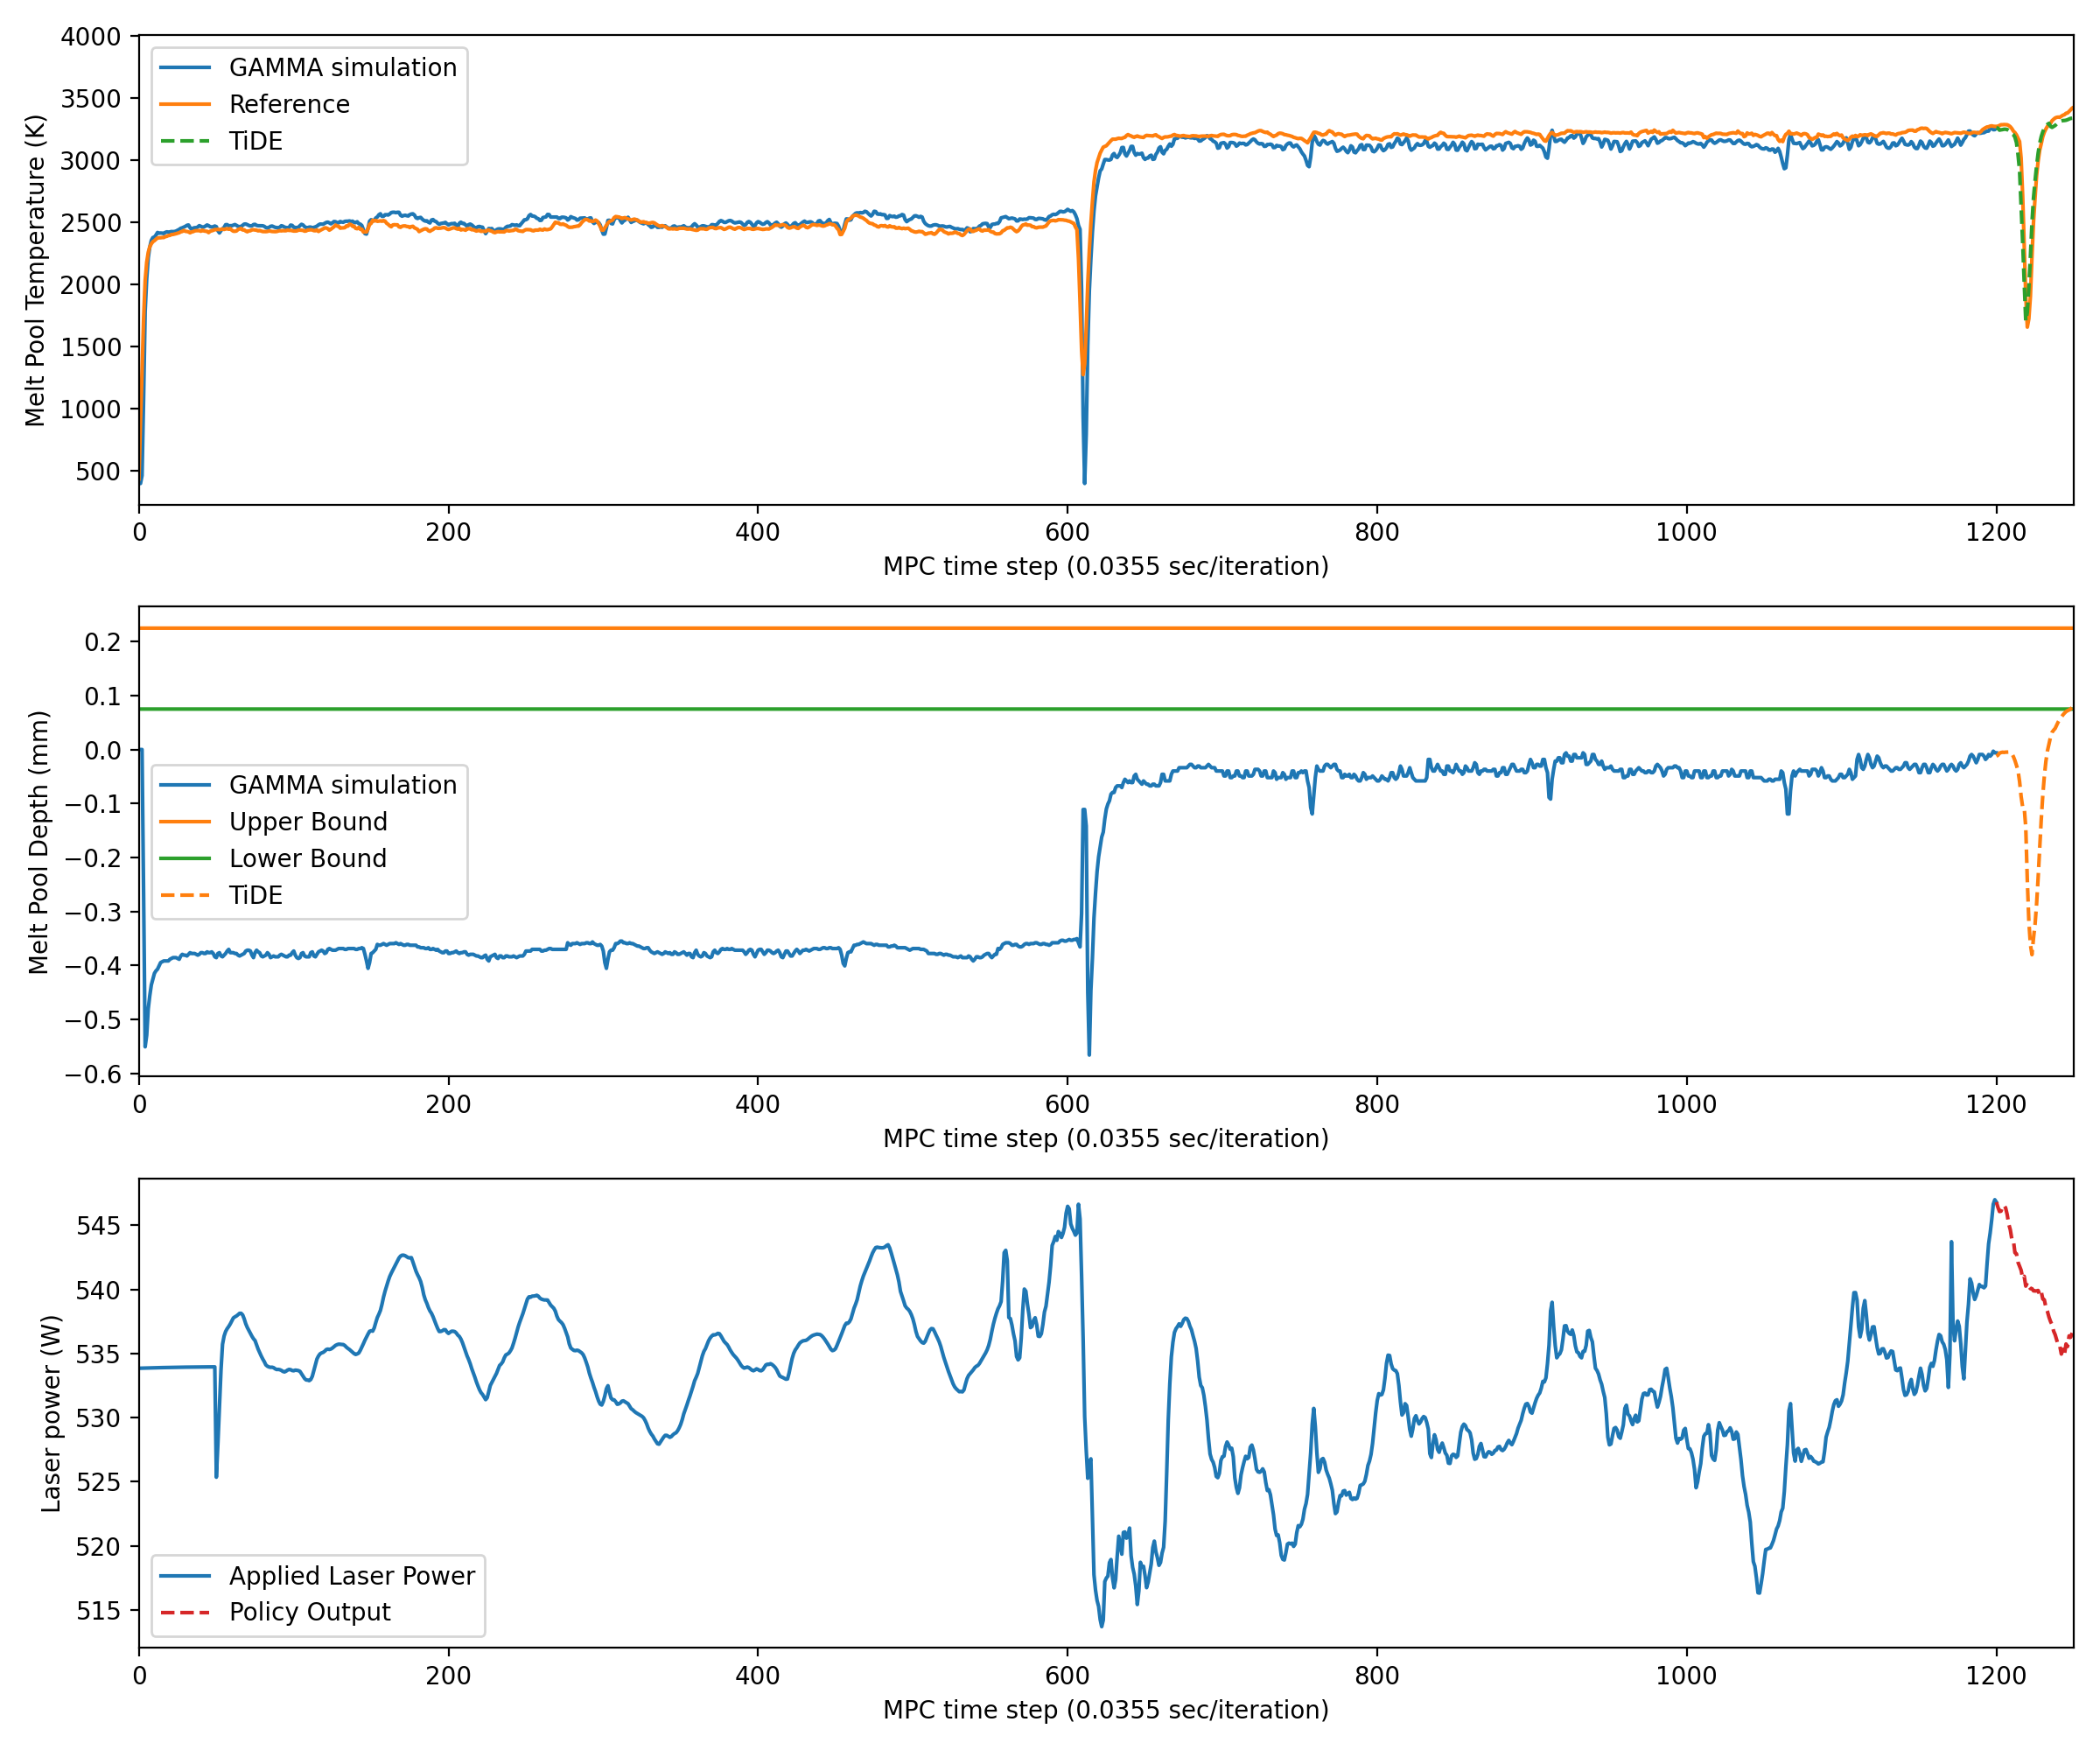 4000
3500
3000
2500
2000
1500
1000
500
Melt Pool Temperature (K)
GAMMA simulation
Reference
TiDE
0 200 400 600 800 1000 1200
MPC time step (0.0355 sec/iteration)
0.2
0.1
0.0
−0.1
−0.2
−0.3
−0.4
−0.5
−0.6
Melt Pool Depth (mm)
GAMMA simulation
Upper Bound
Lower Bound
TiDE
0 200 400 600 800 1000 1200
MPC time step (0.0355 sec/iteration)
545
540
535
530
525
520
515
Laser power (W)
Applied Laser Power
Policy Output
0 200 400 600 800 1000 1200
MPC time step (0.0355 sec/iteration)